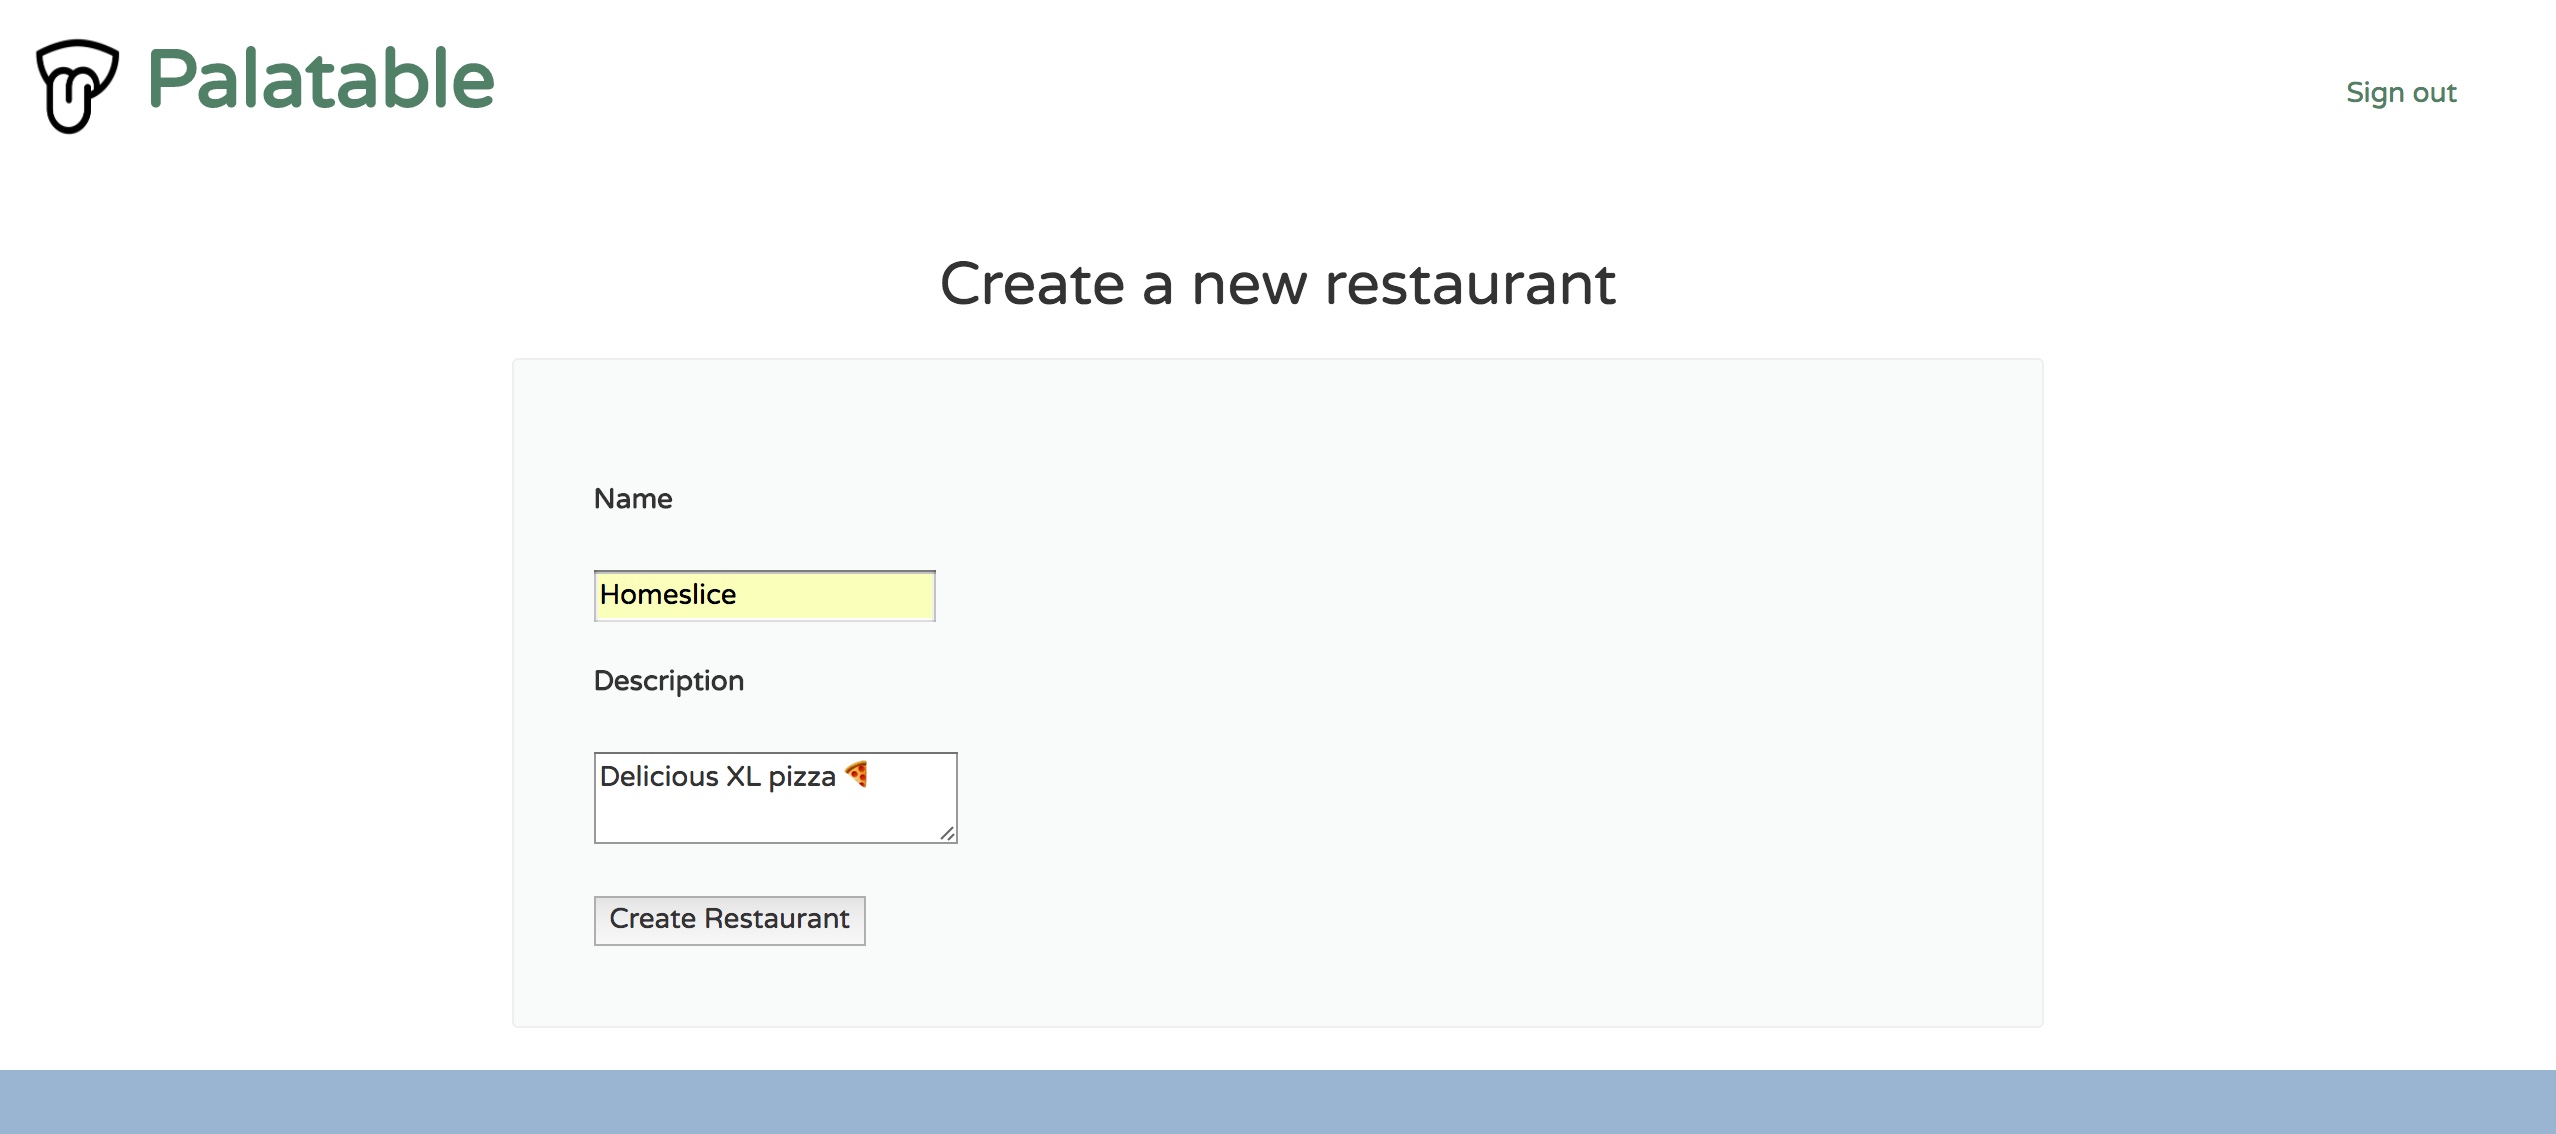 Palatable
Sign out
Create a new restaurant
Name
Homeslice
Description
Delicious XL pizza 🍕
Create Restaurant